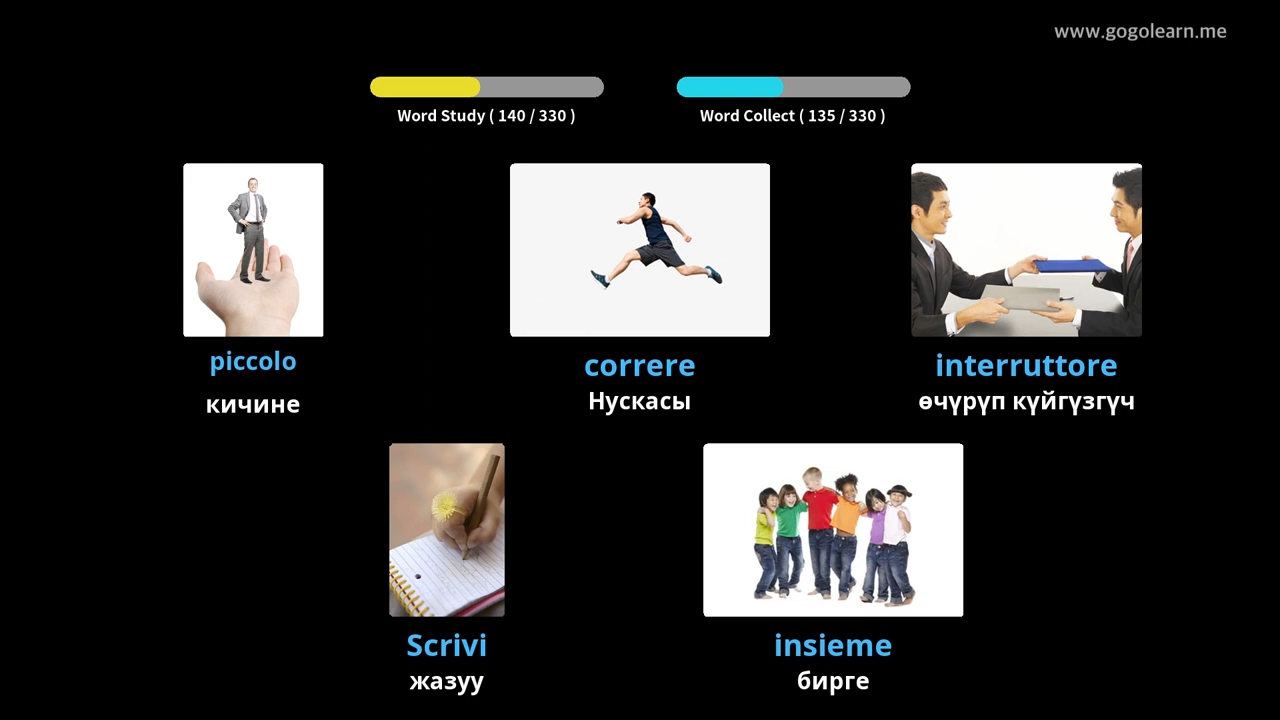 www.gogolearn.me
Word Study ( 140 / 330 )
Word Collect ( 135 / 330 )
piccolo
кичине
correre
Нускасы
interruttore
өчүрүп күйгүзгүч
Scrivi
жазуу
insieme
бирге